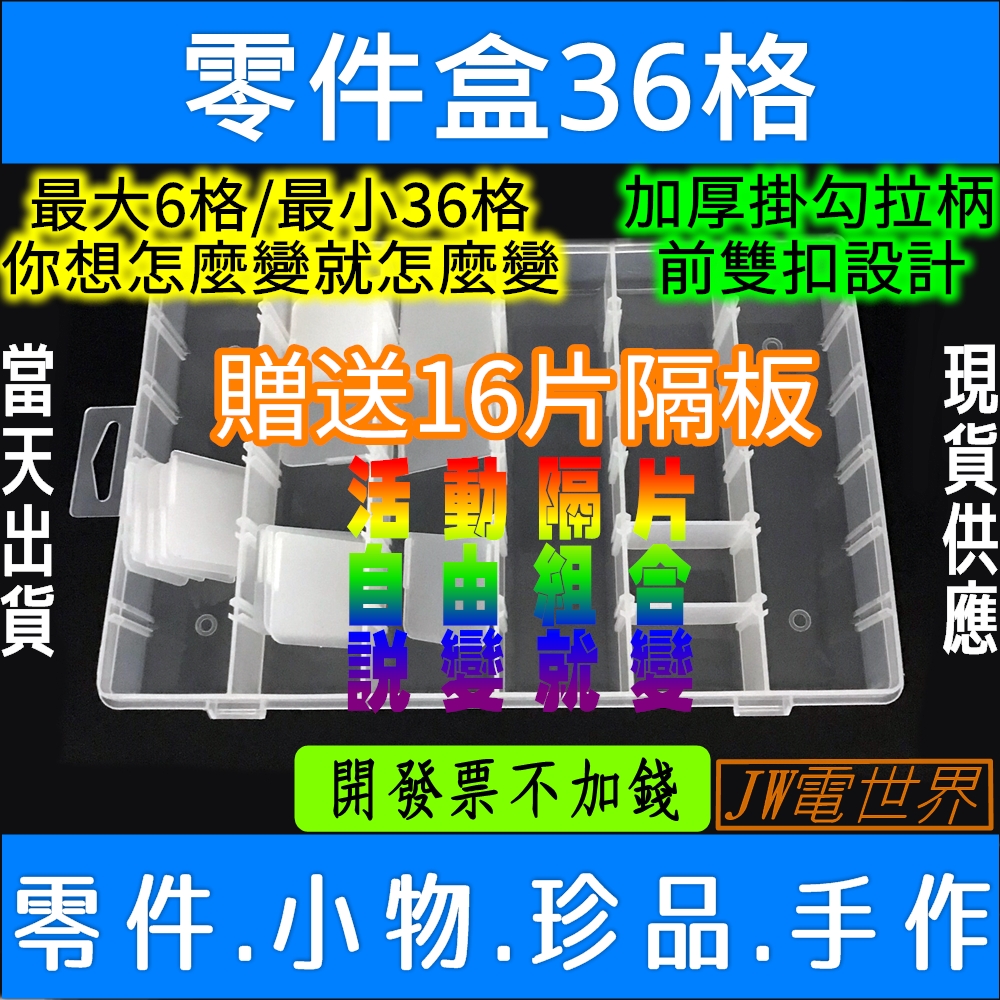 零件盒36格
最大6格/最小36格
你想怎麼變就怎麼變
加厚掛勾拉柄
前雙扣設計
當天出貨
現貨供應
贈送16片隔板
活動隔片
自由組合
說變就變
開發票不加錢
JW電世界
零件.小物.珍品.手作